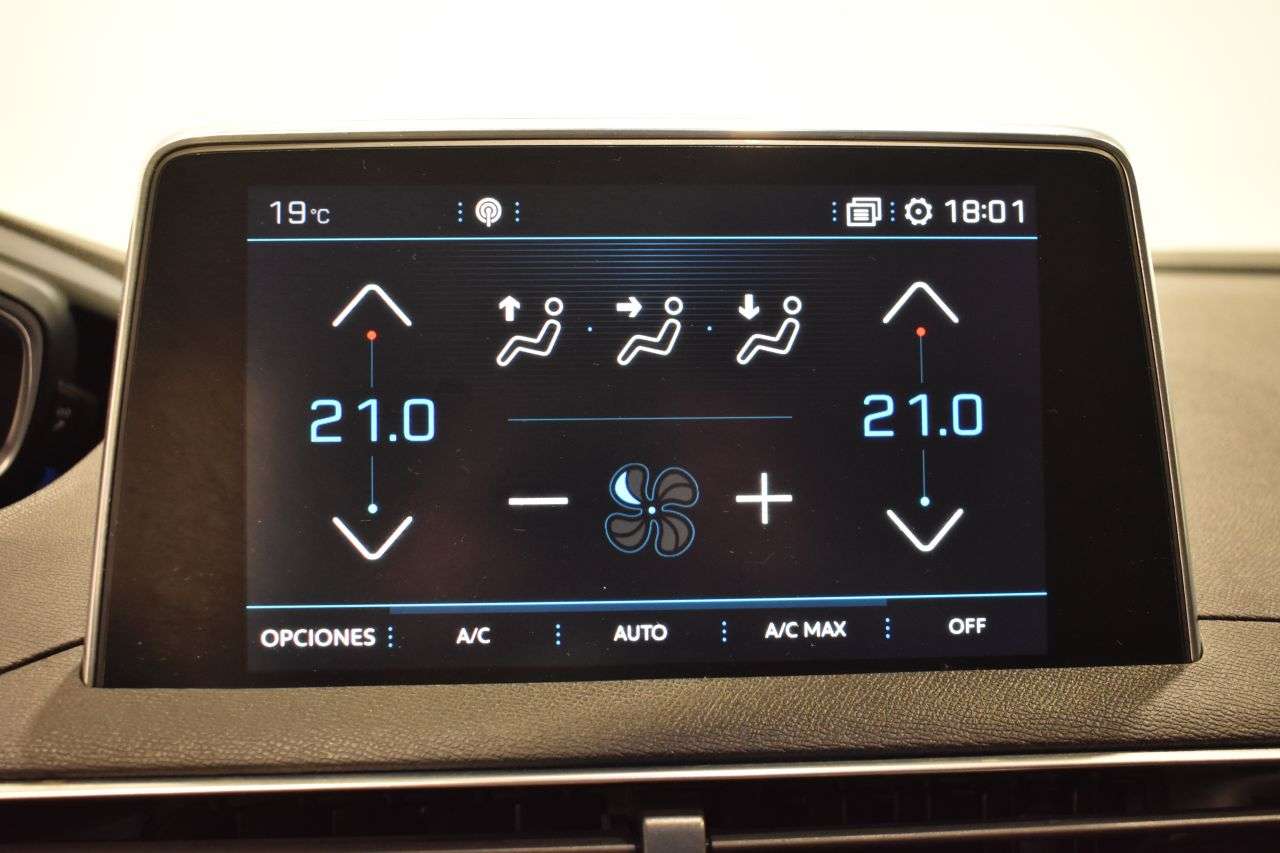 19°C 18:01
21.0 21.0
OPCIONES A/C AUTO A/C MAX OFF